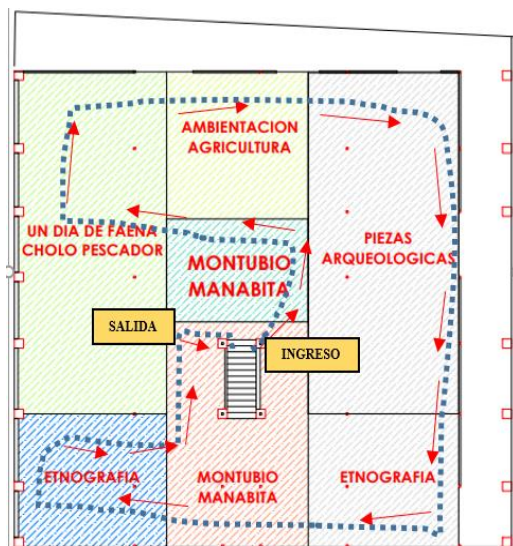 AMBIENTACION
AGRICULTURA
UN DIA DE FAENA
CHOLO PESCADOR
PIEZAS
ARQUEOLOGICAS
MONTUBIO
MANABITA
SALIDA
INGRESO
ETNOGRAFIA
MONTUBIO
MANABITA
ETNOGRAFIA